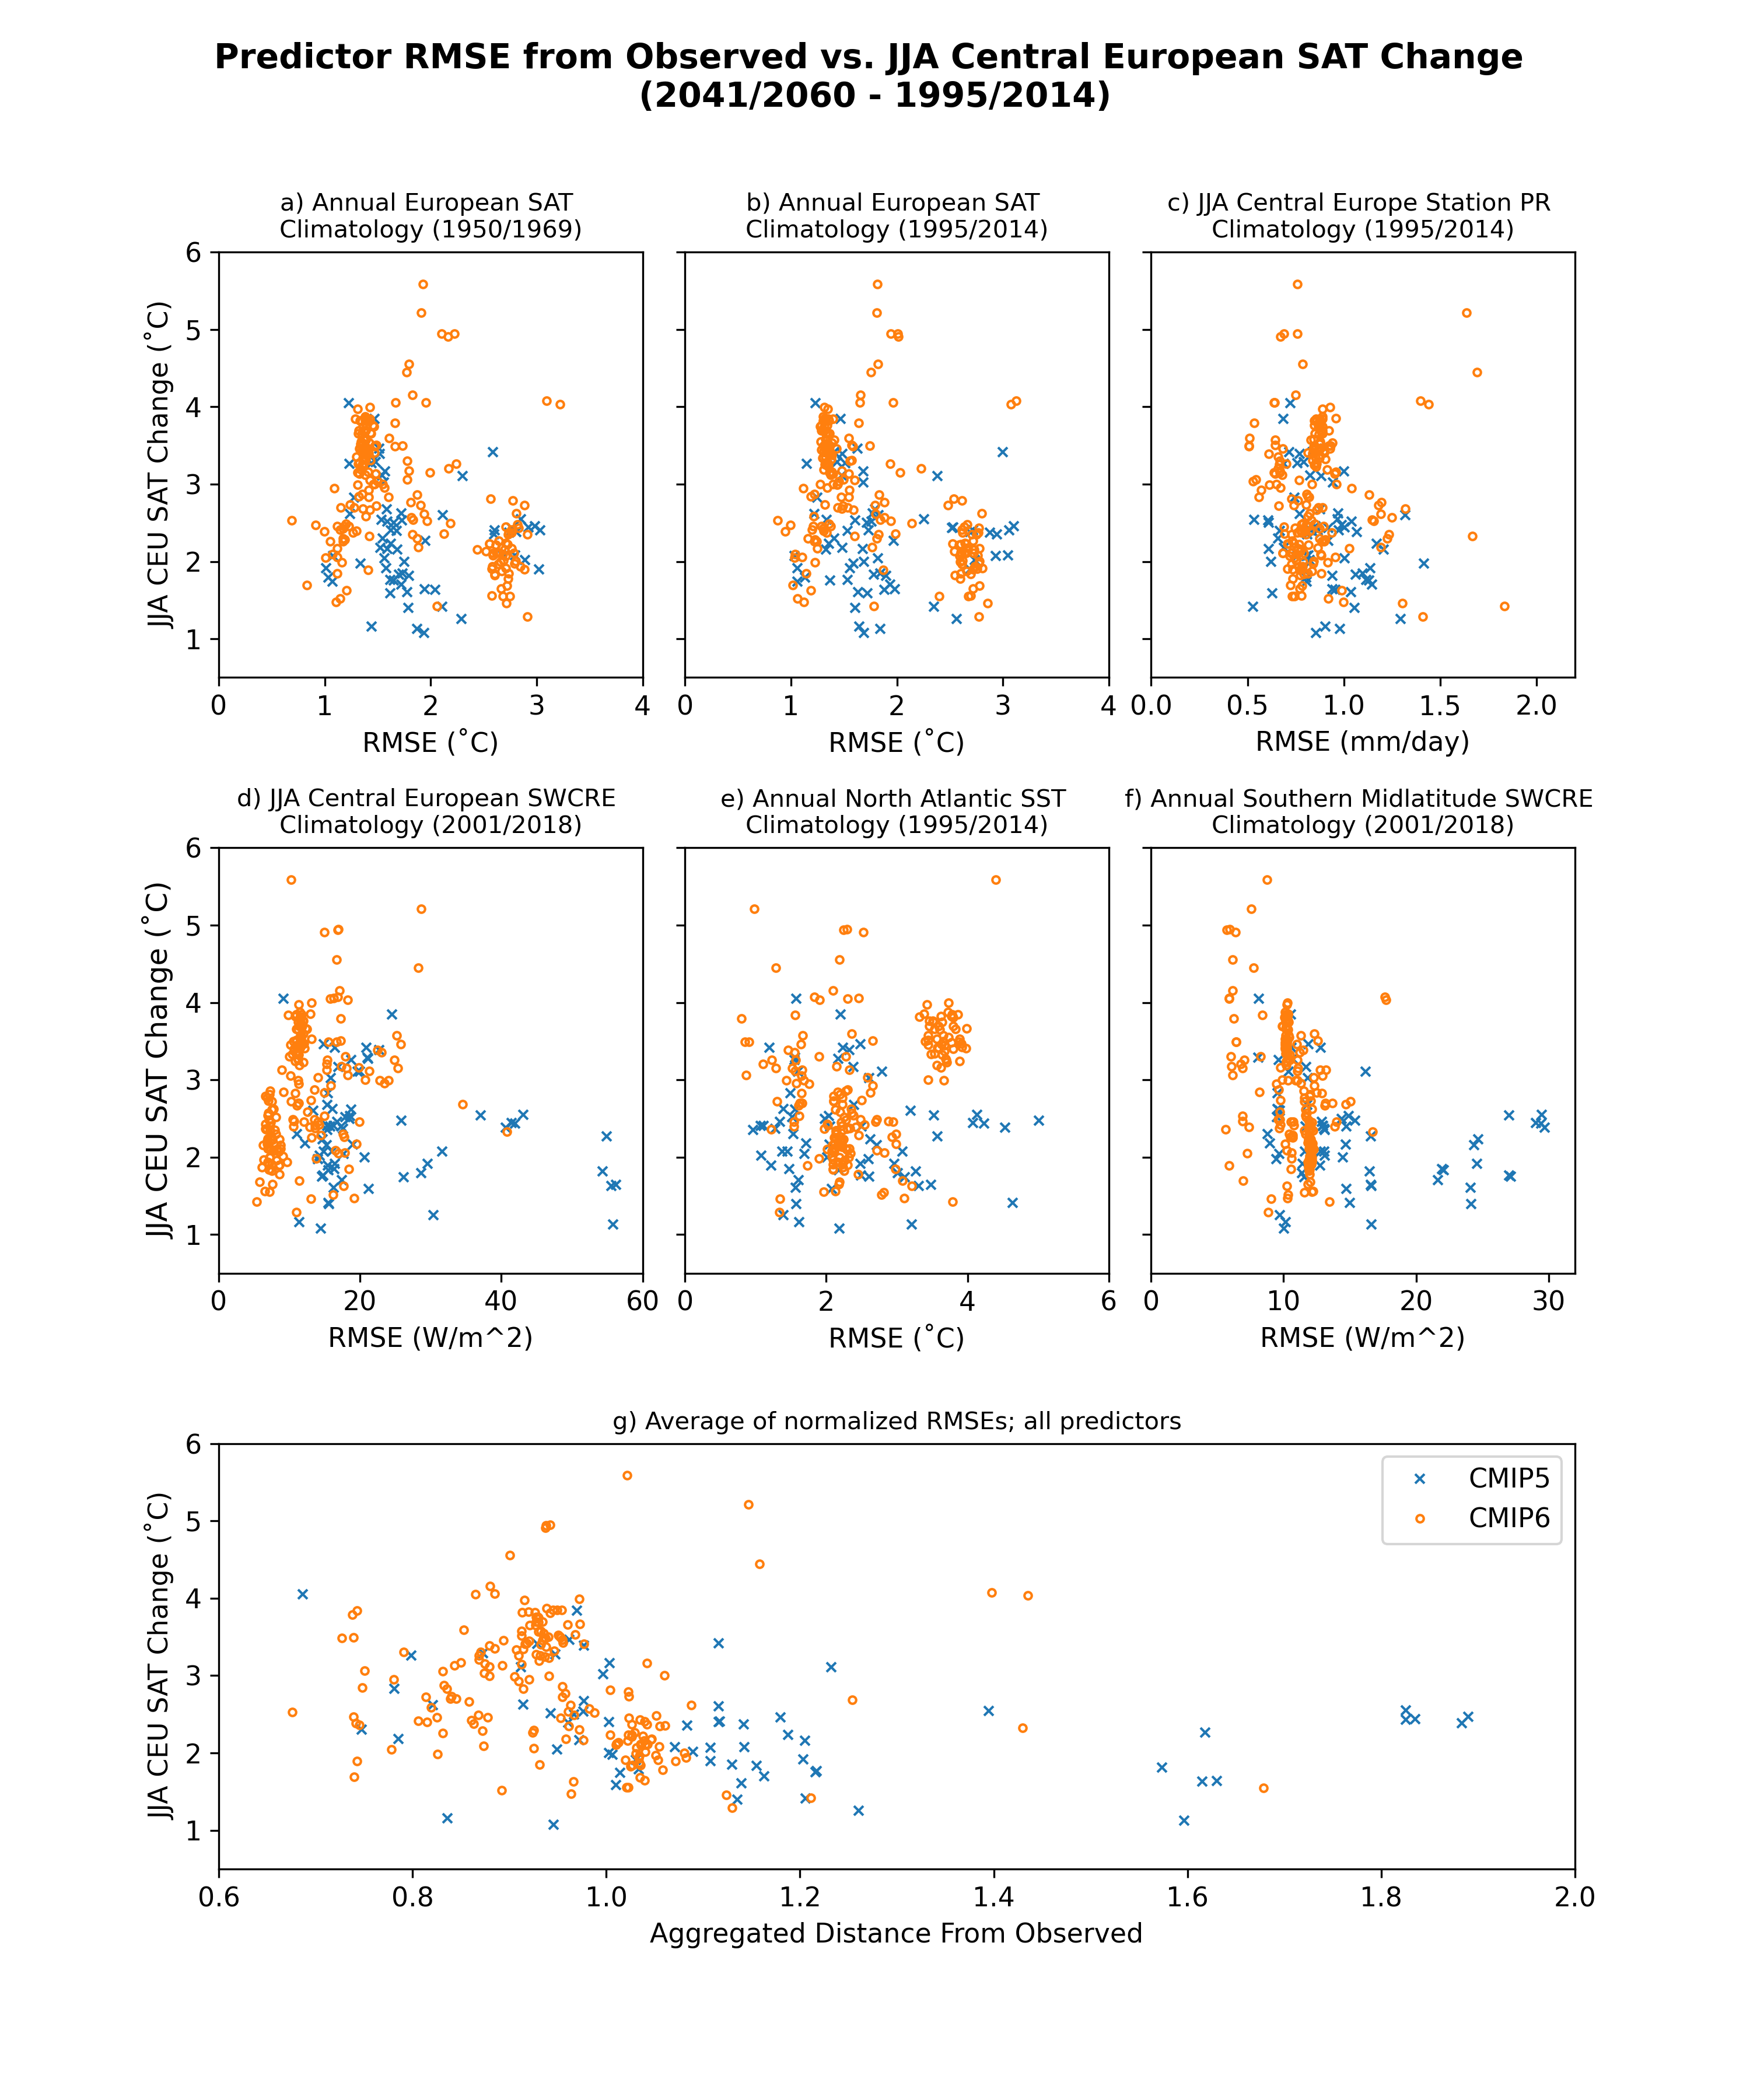 Predictor RMSE from Observed vs. JJA Central European SAT Change
(2041/2060 - 1995/2014)
a) Annual European SAT
Climatology (1950/1969)
b) Annual European SAT
Climatology (1995/2014)
c) JJA Central Europe Station PR
Climatology (1995/2014)
JJA CEU SAT Change (˚C)
6
5
4
3
2
1
0 1 2 3 4
0 1 2 3 4
0.0 0.5 1.0 1.5 2.0
RMSE (˚C)
RMSE (˚C)
RMSE (mm/day)
d) JJA Central European SWCRE
Climatology (2001/2018)
e) Annual North Atlantic SST
Climatology (1995/2014)
f) Annual Southern Midlatitude SWCRE
Climatology (2001/2018)
JJA CEU SAT Change (˚C)
6
5
4
3
2
1
0 20 40 60
0 2 4 6
0 10 20 30
RMSE (W/m^2)
RMSE (˚C)
RMSE (W/m^2)
g) Average of normalized RMSEs; all predictors
JJA CEU SAT Change (˚C)
6
5
4
3
2
1
CMIP5
CMIP6
0.6 0.8 1.0 1.2 1.4 1.6 1.8 2.0
Aggregated Distance From Observed